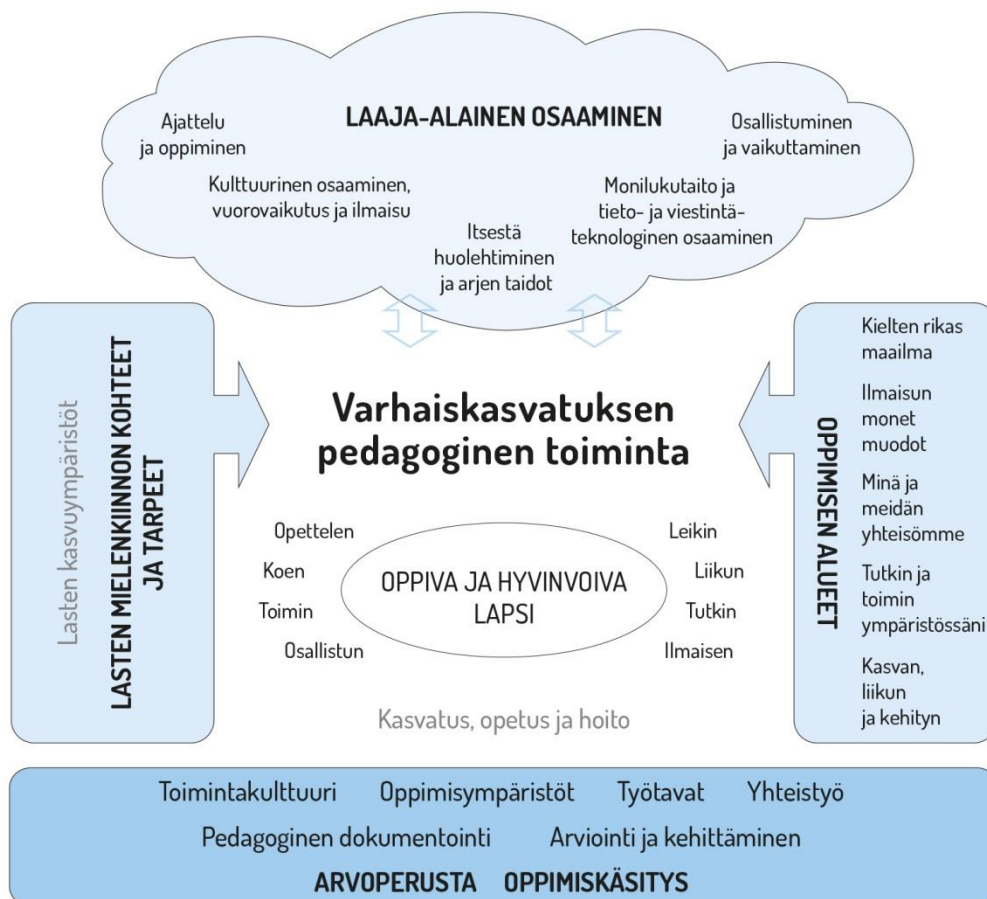 LAAJA-ALAINEN OSAAMINEN
Ajattelu
ja oppiminen
Kulttuurinen osaaminen,
vuorovaikutus ja ilmaisu
Itsestä
huolehtiminen
ja arjen taidot
Monilukutaito ja
tieto- ja viestintä-
teknologinen osaaminen
Osallistuminen
ja vaikuttaminen
Lasten kasvuympäristöt
LASTEN MIELENKIINNON KOHTEET
JA TARPEET
Varhaiskasvatuksen
pedagoginen toiminta
Opettelen
Koen
Toimin
Osallistun
OPPIVA JA HYVINVOIVA
LAPSI
Leikin
Liikun
Tutkin
Ilmaisen
Kasvatus, opetus ja hoito
OPPIMISEN ALUEET
Kielten rikas
maailma
Ilmaisun
monet
muodot
Minä ja
meidän
yhteisömme
Tutkin ja
toimin
ympäristössäni
Kasvan,
liikun
ja kehityn
Toimintakulttuuri Oppimisympäristöt Työtavat Yhteistyö
Pedagoginen dokumentointi Arviointi ja kehittäminen
ARVOPERUSTA OPPIMISKÄSITYS